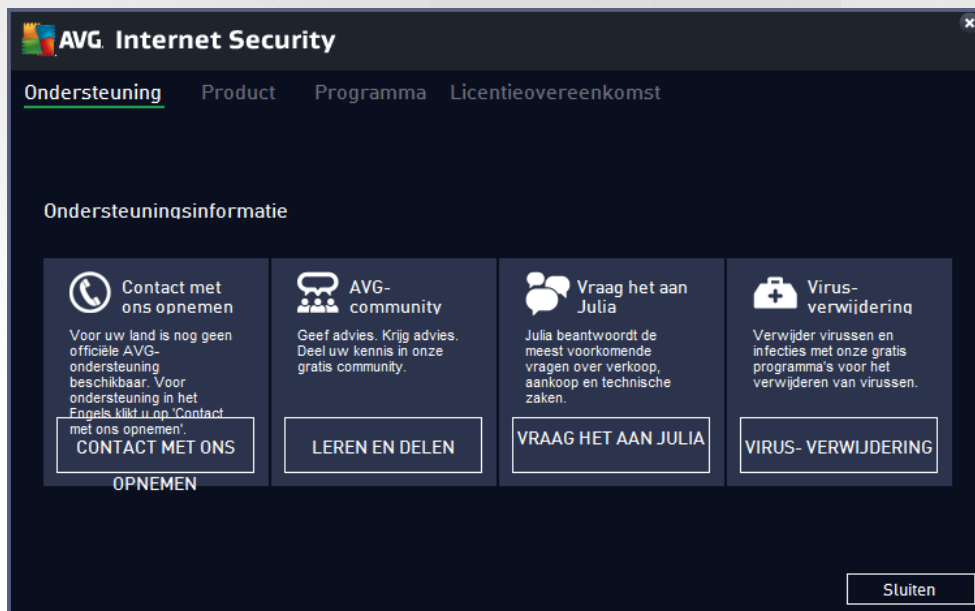 AVG Internet Security
Ondersteuning Product Programma Licentieovereenkomst
Ondersteuningsinformatie
Contact met
ons opnemen
Voor uw land is nog geen
officiële AVG-
ondersteuning
beschikbaar. Voor
ondersteuning in het
Engels klikt u op 'Contact
met ons opnemen'.
CONTACT MET ONS
OPNEMEN
AVG-
community
Geef advies. Krijg advies.
Deel uw kennis in onze
gratis community.
LEREN EN DELEN
Vraag het aan
Julia
Julia beantwoordt de
meest voorkomende
vragen over verkoop,
aankoop en technische
zaken.
VRAAG HET AAN JULIA
Virus-
verwijdering
Verwijder virussen en
infecties met onze gratis
programma's voor het
verwijderen van virussen.
VIRUS- VERWIJDERING
Sluiten